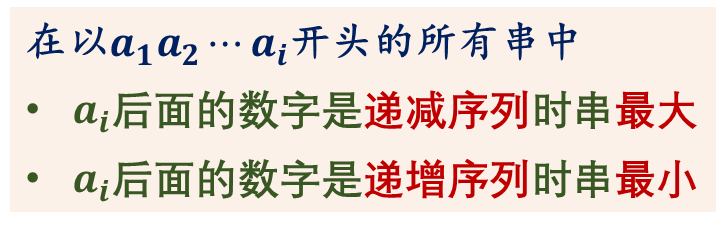 在以a₁a₂⋯aᵢ开头的所有串中
• aᵢ后面的数字是递减序列时串最大
• aᵢ后面的数字是递增序列时串最小